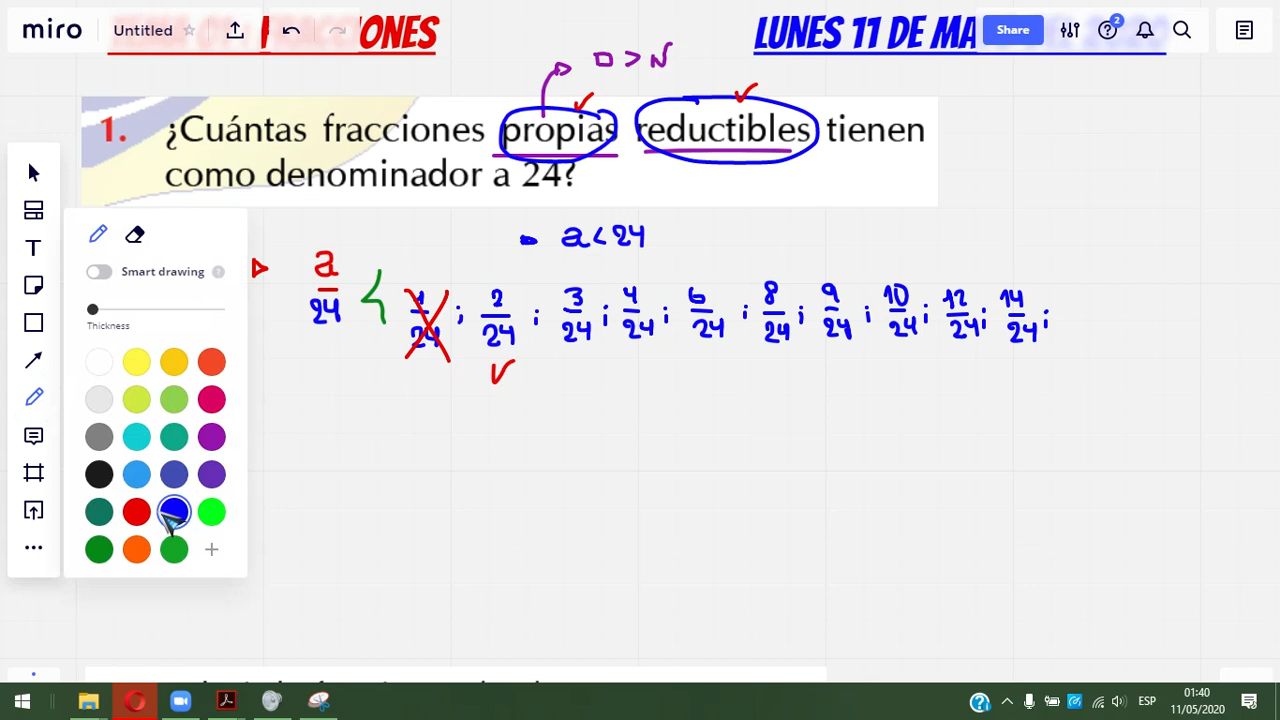 miro Untitled Share 2
IONES LUNES 11 DE MA
D > N
1. ¿Cuántas fracciones propias reductibles tienen
como denominador a 24?
a < 24
Smart drawing ?
Thickness
a/24 1/24 ; 2/24 ; 3/24 ; 4/24 ; 6/24 ; 8/24 ; 9/24 ; 10/24 ; 12/24 ; 14/24 ;
ESP 01:40
11/05/2020